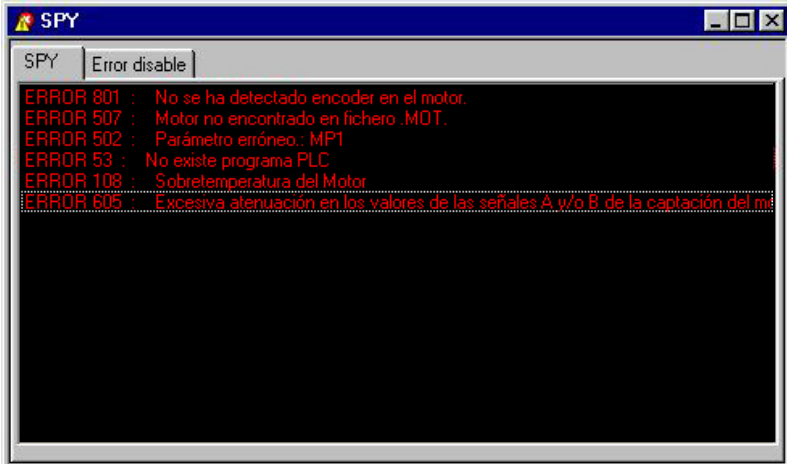 SPY
SPY Error disable
ERROR 801 : No se ha detectado encoder en el motor.
ERROR 507 : Motor no encontrado en fichero .MOT.
ERROR 502 : Parámetro erróneo.: MP1
ERROR 53 : No existe programa PLC
ERROR 108 : Sobretemperatura del Motor
ERROR 605 : Excesiva atenuación en los valores de las señales A y/o B de la captación del